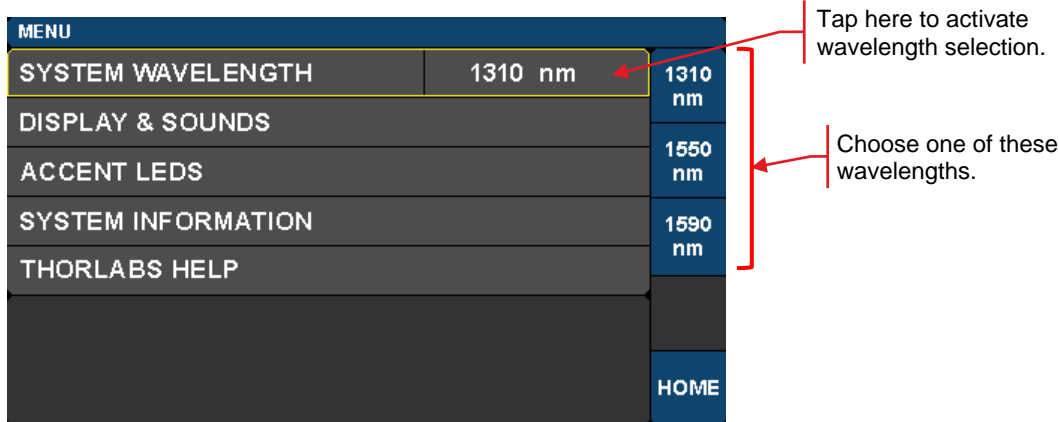 MENU
SYSTEM WAVELENGTH 1310 nm
DISPLAY & SOUNDS
ACCENT LEDS
SYSTEM INFORMATION
THORLABS HELP
1310
nm
1550
nm
1590
nm
HOME
Tap here to activate
wavelength selection.
Choose one of these
wavelengths.